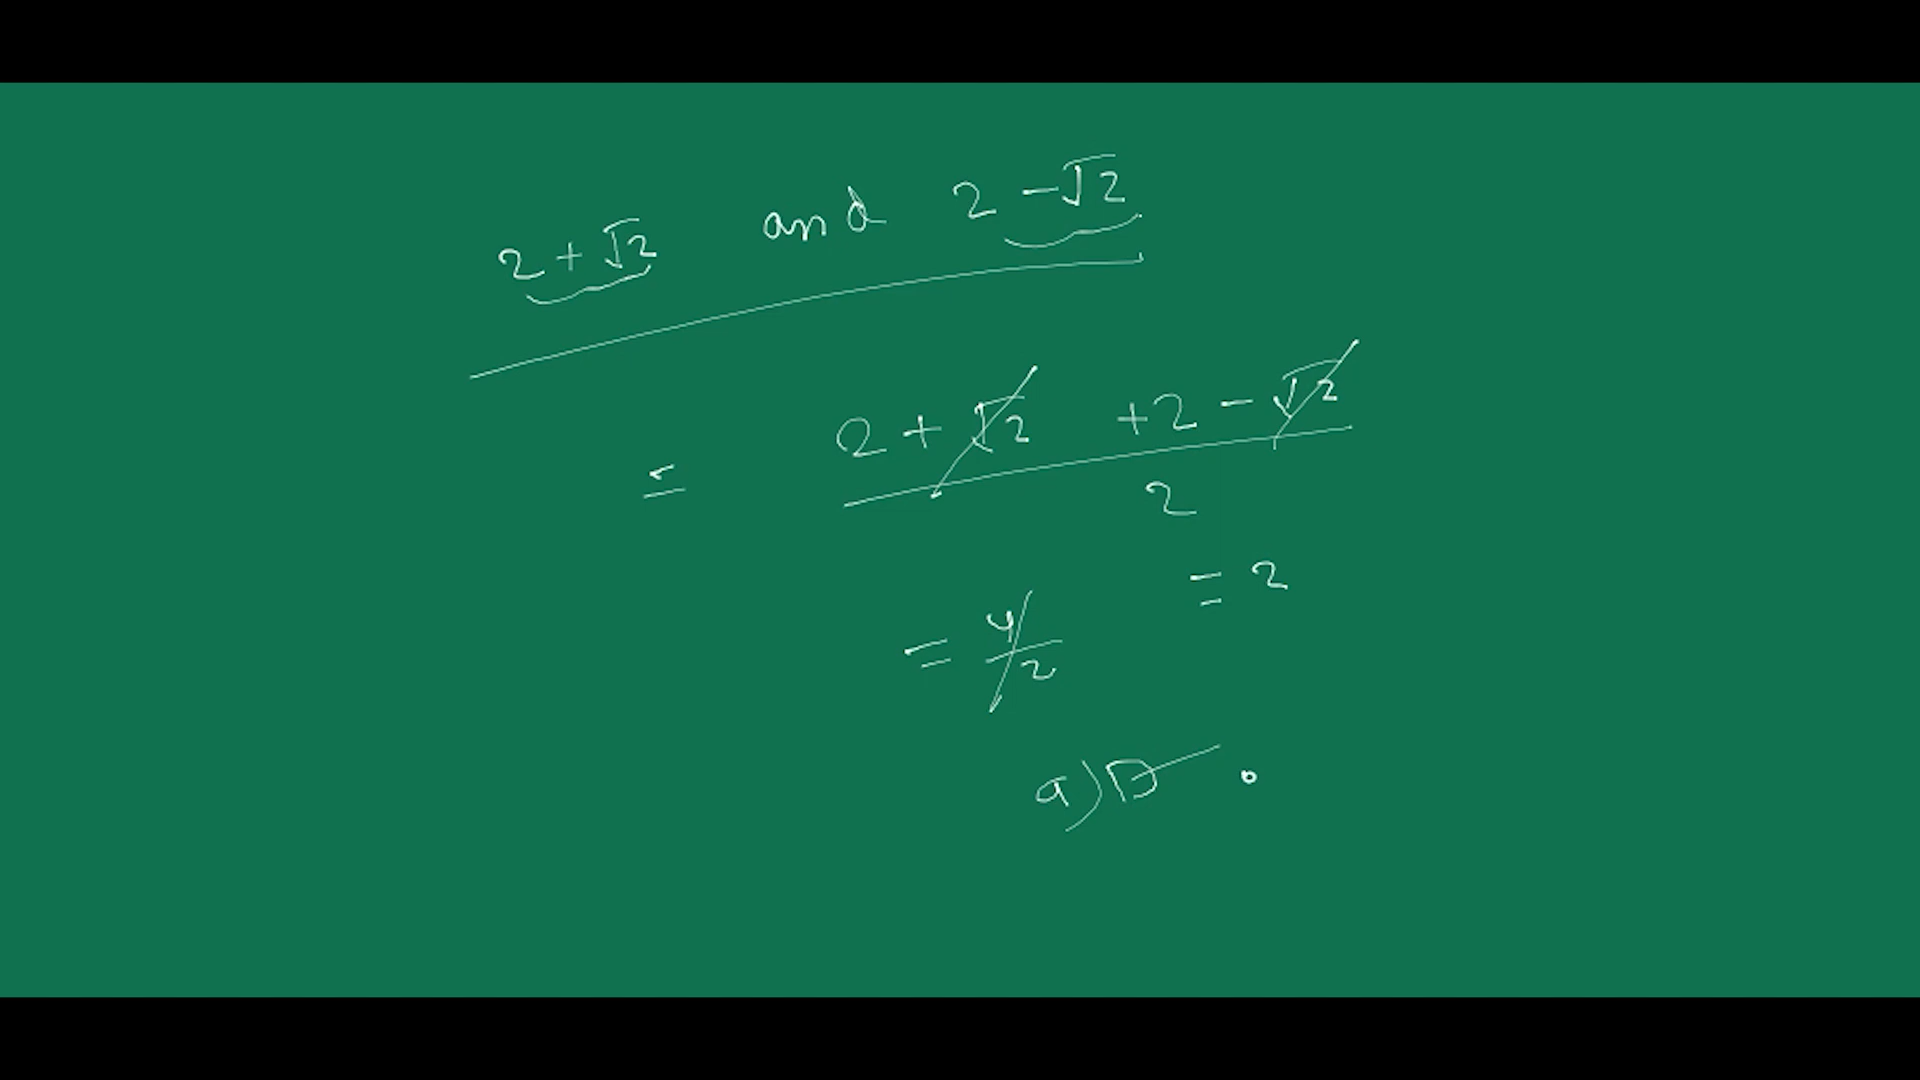 2 + √2 and 2 - √2
= 2 + √2 + 2 - √2 / 2
= 4/2 = 2
a) D